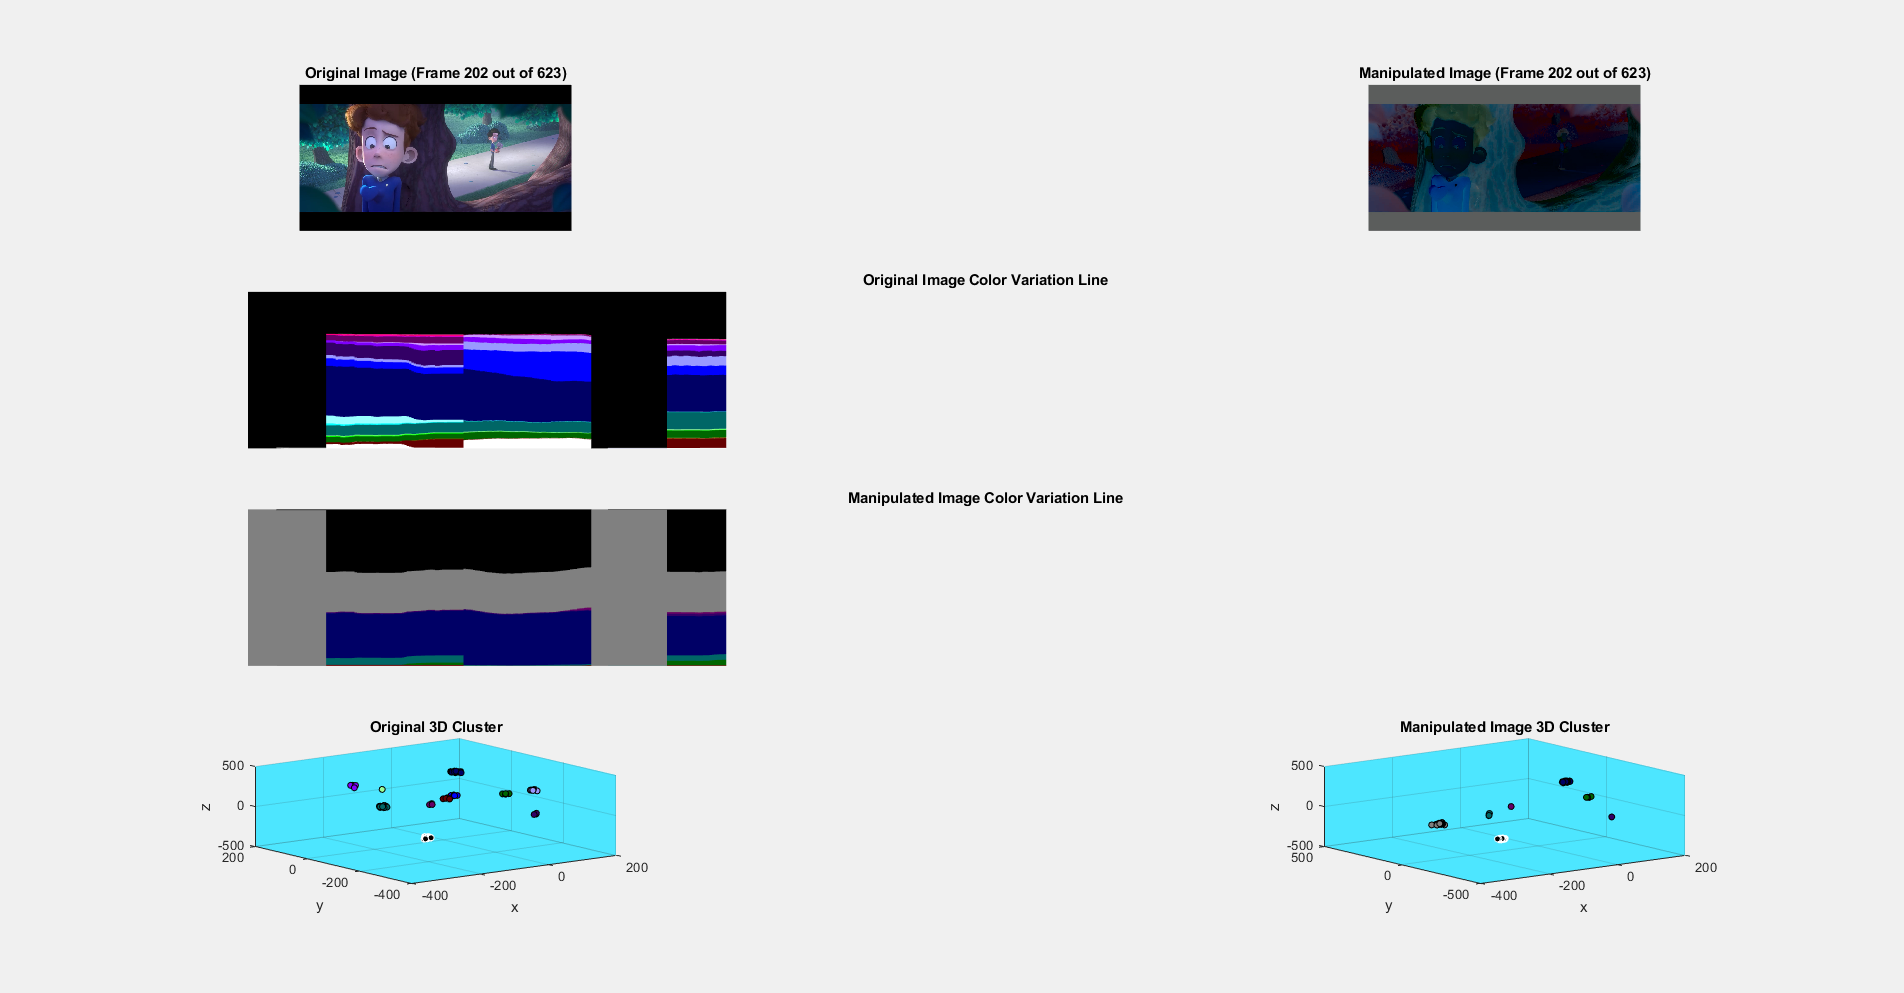 Original Image (Frame 202 out of 623)
Manipulated Image (Frame 202 out of 623)
Original Image Color Variation Line
Manipulated Image Color Variation Line
Original 3D Cluster
500
0
-500
z
200
0
-200
-400
y
-400
-200
0
200
x
Manipulated Image 3D Cluster
500
0
-500
z
500
0
-500
y
-400
-200
0
200
x